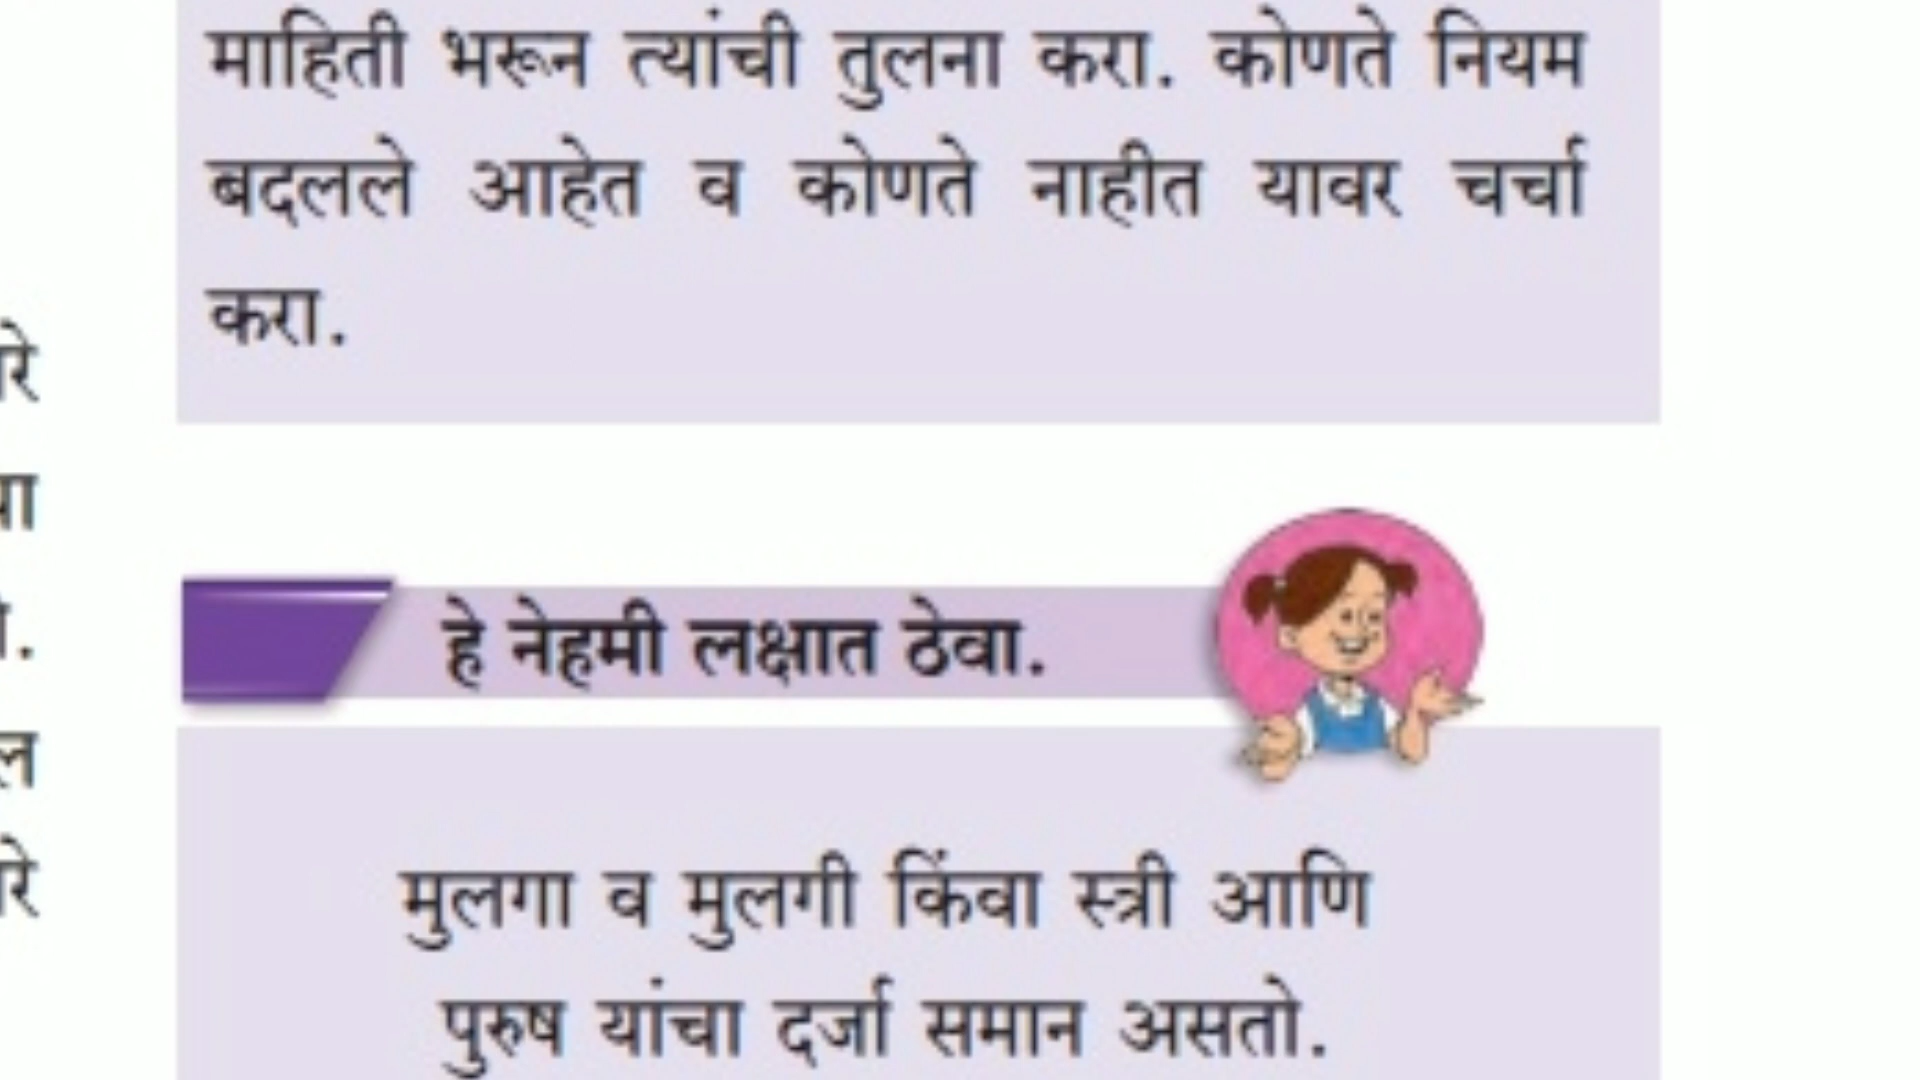 माहिती भरून त्यांची तुलना करा. कोणते नियम
बदलले आहेत व कोणते नाहीत यावर चर्चा
करा.
हे नेहमी लक्षात ठेवा.
मुलगा व मुलगी किंवा स्त्री आणि
पुरुष यांचा दर्जा समान असतो.